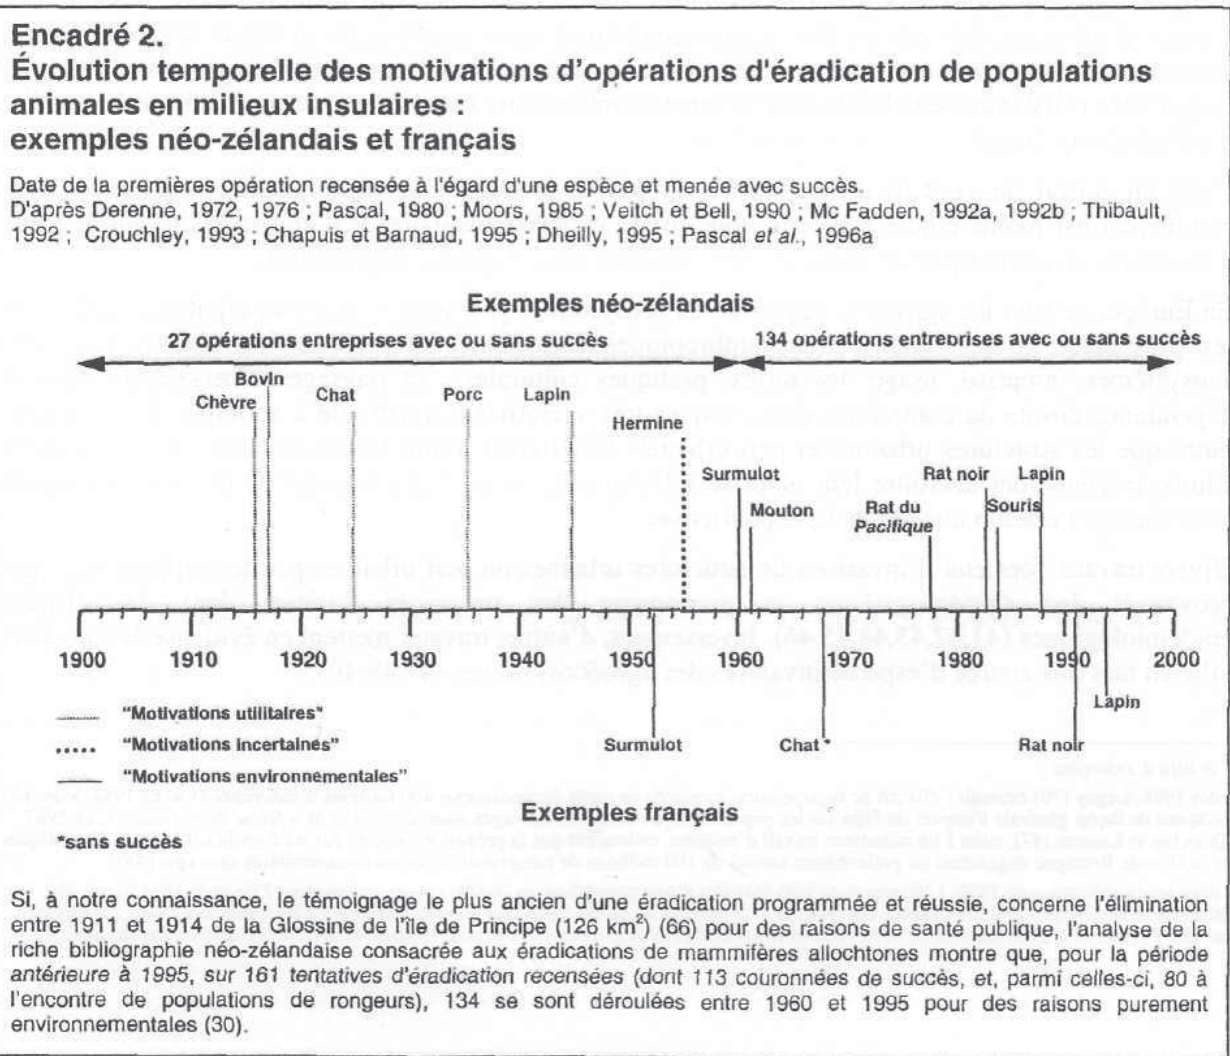 Encadré 2.
Évolution temporelle des motivations d'opérations d'éradication de populations
animales en milieux insulaires :
exemples néo-zélandais et français
Date de la premières opération recensée à l'égard d'une espèce et menée avec succès.
D'après Derenne, 1972, 1976 ; Pascal, 1980 ; Moors, 1985 ; Veitch et Bell, 1990 ; Mc Fadden, 1992a, 1992b ; Thibault,
1992 ; Crouchley, 1993 ; Chapuis et Barnaud, 1995 ; Dheilly, 1995 ; Pascal et al., 1996a
Exemples néo-zélandais
27 opérations entreprises avec ou sans succès
134 opérations entreprises avec ou sans succès
Bovin
Chèvre
Chat
Porc
Lapin
Hermine
Surmulot
Mouton
Rat du
Pacifique
Rat noir
Lapin
Souris
1900 1910 1920 1930 1940 1950 1960 1970 1980 1990 2000
Lapin
Surmulot
Chat *
Rat noir
"Motivations utilitaires"
"Motivations incertaines"
"Motivations environnementales"
Exemples français
*sans succès
Si, à notre connaissance, le témoignage le plus ancien d'une éradication programmée et réussie, concerne l'élimination
entre 1911 et 1914 de la Glossine de l'île de Principe (126 km²) (66) pour des raisons de santé publique, l'analyse de la
riche bibliographie néo-zélandaise consacrée aux éradications de mammifères allochtones montre que, pour la période
antérieure à 1995, sur 161 tentatives d'éradication recensées (dont 113 couronnées de succès, et, parmi celles-ci, 80 à
l'encontre de populations de rongeurs), 134 se sont déroulées entre 1960 et 1995 pour des raisons purement
environnementales (30).